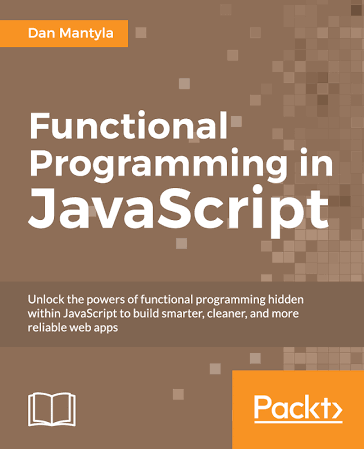 Dan Mantyla
Functional
Programming in
JavaScript
Unlock the powers of functional programming hidden
within JavaScript to build smarter, cleaner, and more
reliable web apps
Packt>